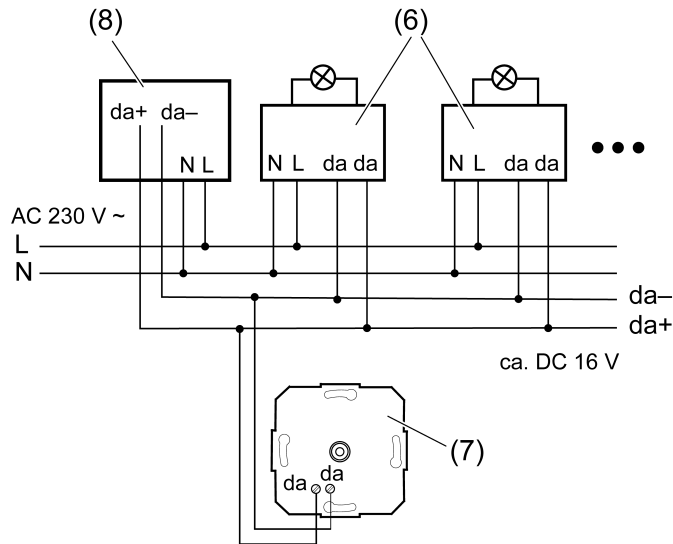 (8)
(6)
da+ da–
N L
N L da da
N L da da
AC 230 V ~
L
N
da–
da+
ca. DC 16 V
(7)
da da